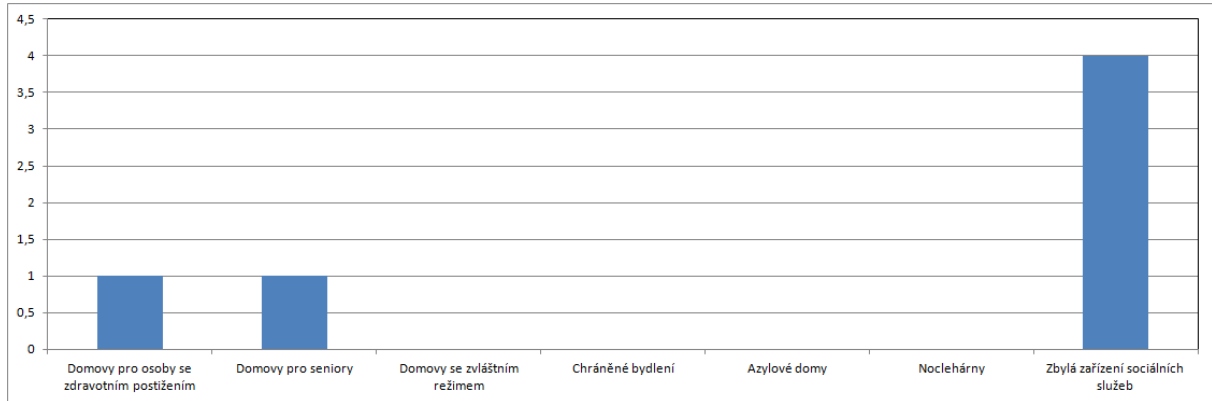 4,5
4
3,5
3
2,5
2
1,5
1
0,5
0
Domovy pro osoby se
zdravotním postižením
Domovy pro seniory
Domovy se zvláštním
režimem
Chráněné bydlení
Azylové domy
Noclehárny
Zbylá zařízení sociálních
služeb